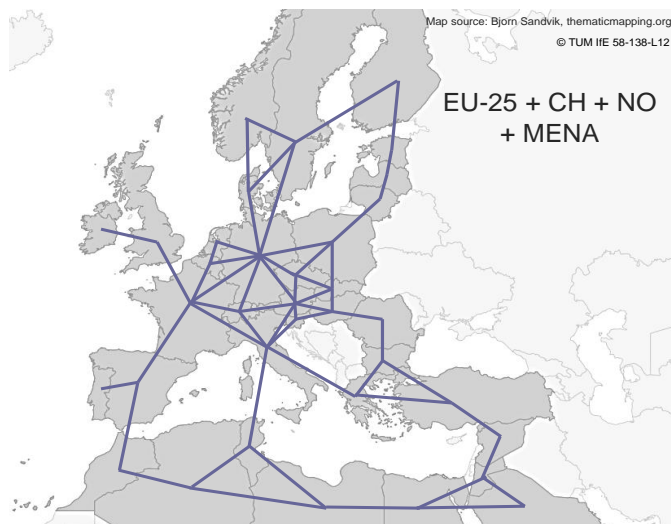 Map source: Bjorn Sandvik, thematicmapping.org
© TUM IfE 58-138-L12
EU-25 + CH + NO
+ MENA